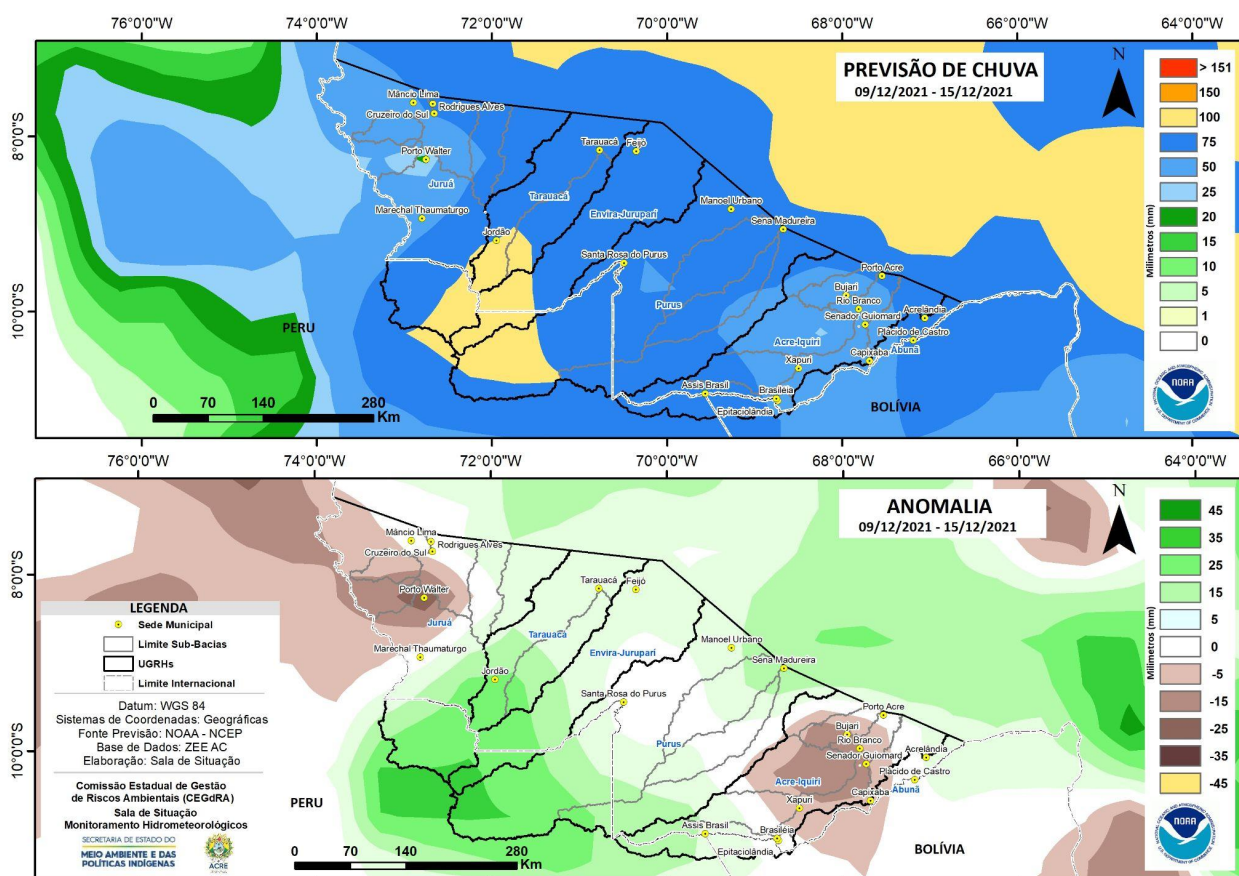 76°0'0"W 74°0'0"W 72°0'0"W 70°0'0"W 68°0'0"W 66°0'0"W 64°0'0"W
PREVISÃO DE CHUVA
09/12/2021 - 15/12/2021
N
8°0'0"S
10°0'0"S
Mâncio Lima
Rodrigues Alves
Cruzeiro do Sul
Porto Walter
Juruá
Marechal Thaumaturgo
Tarauacá
Feijó
Tarauacá
Envira-Jurupari
Jordão
Manoel Urbano
Sena Madureira
Santa Rosa do Purus
Purus
Porto Acre
Bujari
Rio Branco
Senador Guiomard
Acrelândia
Plácido de Castro
Acre-Iquiri
Abunã
Xapuri
Capixaba
Assis Brasil
Brasiléia
Epitaciolândia
PERU
BOLÍVIA
0 70 140 280
Km
Milímetros (mm)
> 151
150
100
75
50
25
20
15
10
5
1
0
NOAA
76°0'0"W 74°0'0"W 72°0'0"W 70°0'0"W 68°0'0"W 66°0'0"W 64°0'0"W
ANOMALIA
09/12/2021 - 15/12/2021
N
8°0'0"S
10°0'0"S
Mâncio Lima
Rodrigues Alves
Cruzeiro do Sul
Porto Walter
Juruá
Marechal Thaumaturgo
Tarauacá
Feijó
Tarauacá
Envira-Jurupari
Jordão
Manoel Urbano
Sena Madureira
Santa Rosa do Purus
Purus
Porto Acre
Bujari
Rio Branco
Senador Guiomard
Acrelândia
Plácido de Castro
Acre-Iquiri
Abunã
Xapuri
Capixaba
Assis Brasil
Brasiléia
Epitaciolândia
PERU
BOLÍVIA
0 70 140 280
Km
LEGENDA
Sede Municipal
Limite Sub-Bacias
UGRHs
Limite Internacional
Datum: WGS 84
Sistemas de Coordenadas: Geográficas
Fonte Previsão: NOAA - NCEP
Base de Dados: ZEE AC
Elaboração: Sala de Situação
Comissão Estadual de Gestão
de Riscos Ambientais (CEGdRA)
Sala de Situação
Monitoramento Hidrometeorológicos
SECRETARIA DE ESTADO DO
MEIO AMBIENTE E DAS
POLÍTICAS INDÍGENAS
ACRE
Milímetros (mm)
45
35
25
15
5
0
-5
-15
-25
-35
-45
NOAA